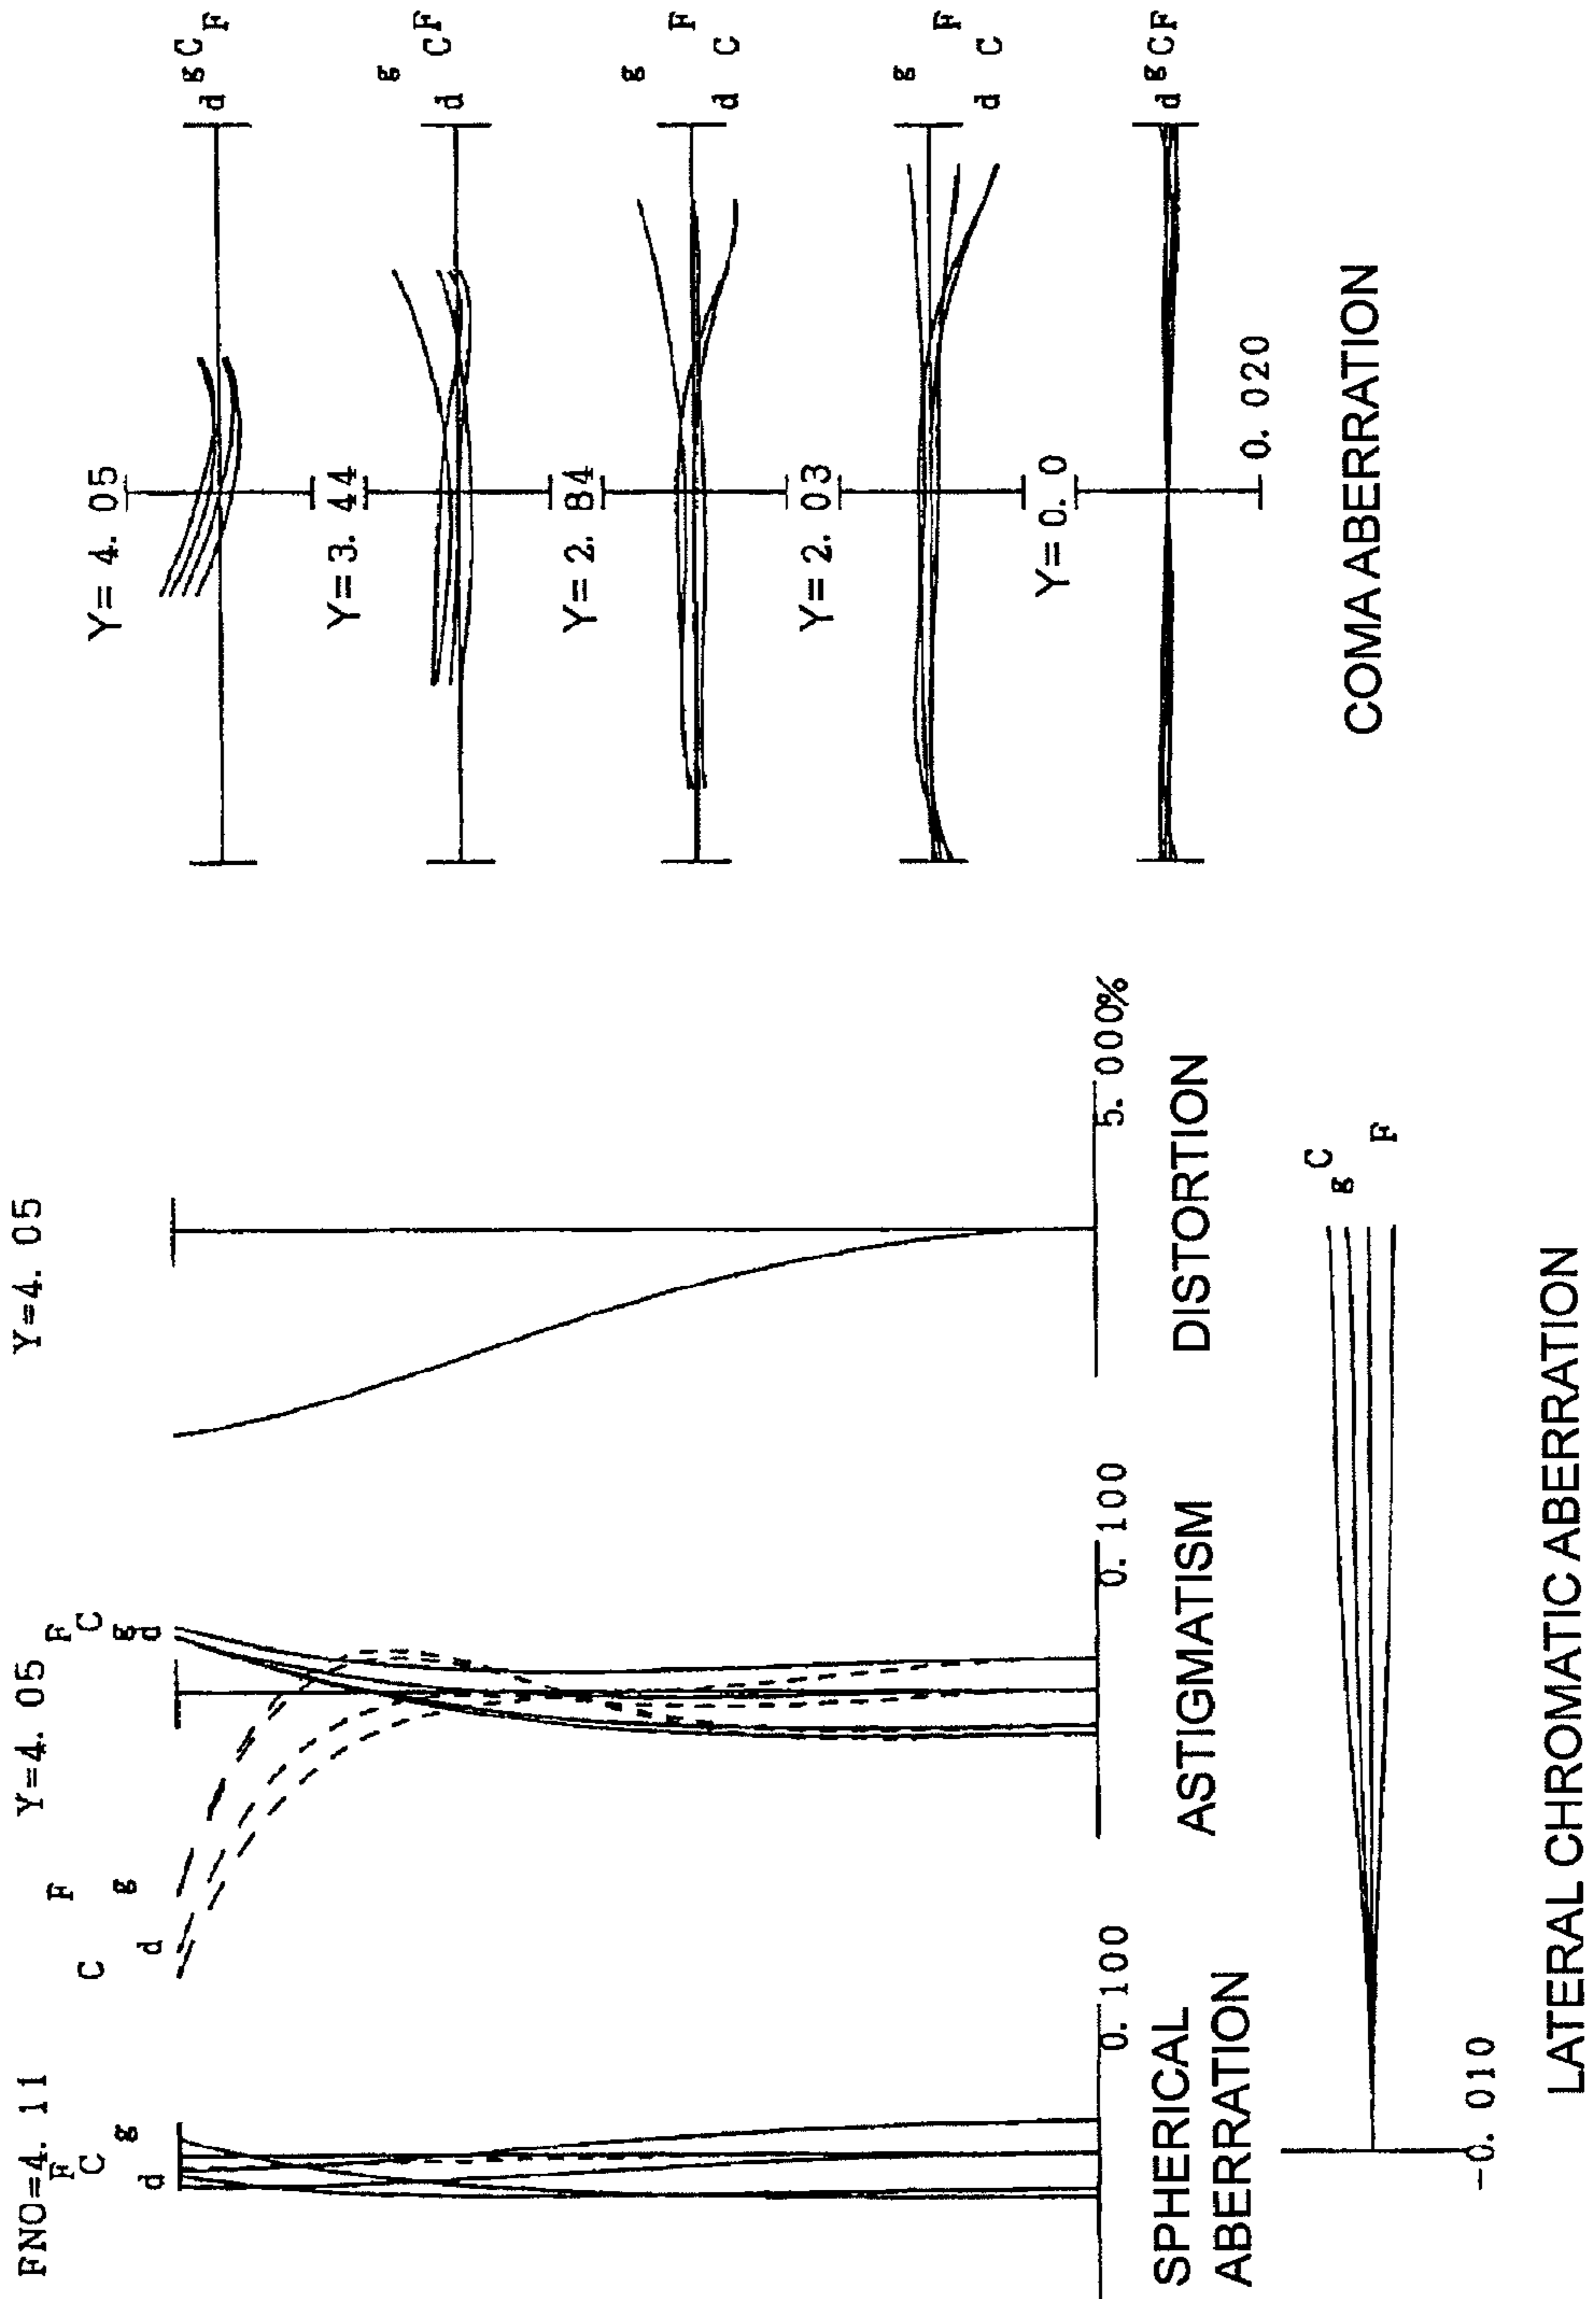 FNO=4. 11
F
C
g
d
0. 100
SPHERICAL
ABERRATION
Y=4. 05
F
C
g
d
F
g
C
d
0. 100
ASTIGMATISM
Y=4. 05
5. 000%
DISTORTION
C
g
F
-0. 010
LATERAL CHROMATIC ABERRATION
Y= 4. 05
g
C
F
d
Y=3. 44
g
C
F
d
Y=2. 84
g
F
d
C
Y=2. 03
g
F
d
C
Y=0. 0
d
g
C
F
0. 020
COMA ABERRATION